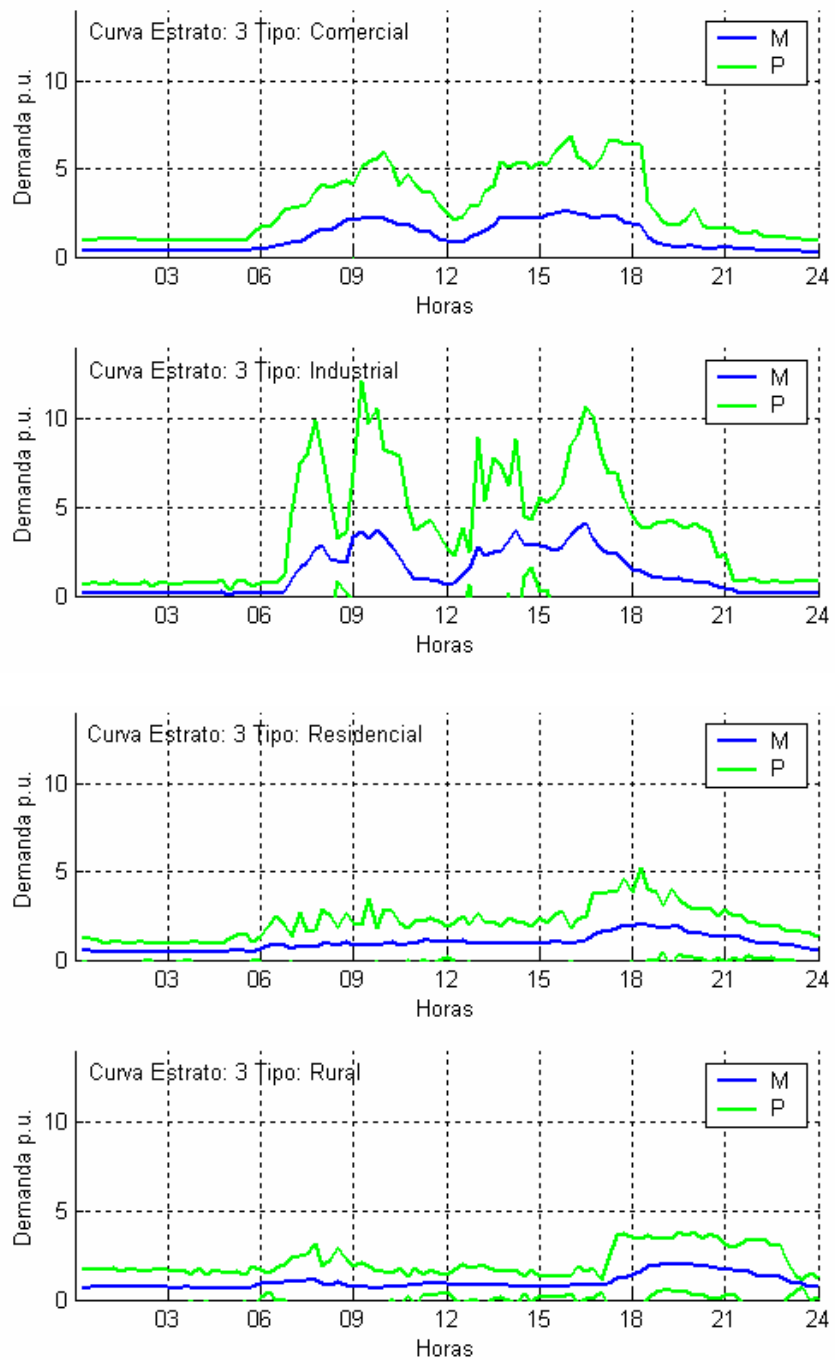 Curva Estrato: 3 Tipo: Comercial
M
P
Demanda p.u.
10
5
0
03 06 09 12 15 18 21 24
Horas
Curva Estrato: 3 Tipo: Industrial
M
P
Demanda p.u.
10
5
0
03 06 09 12 15 18 21 24
Horas
Curva Estrato: 3 Tipo: Residencial
M
P
Demanda p.u.
10
5
0
03 06 09 12 15 18 21 24
Horas
Curva Estrato: 3 Tipo: Rural
M
P
Demanda p.u.
10
5
0
03 06 09 12 15 18 21 24
Horas